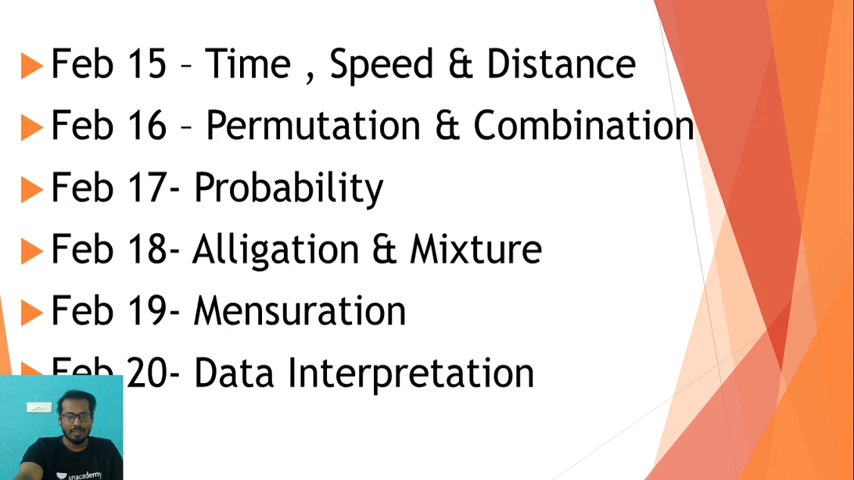 Feb 15 – Time , Speed & Distance
Feb 16 – Permutation & Combination
Feb 17- Probability
Feb 18- Alligation & Mixture
Feb 19- Mensuration
Feb 20- Data Interpretation
unacademy